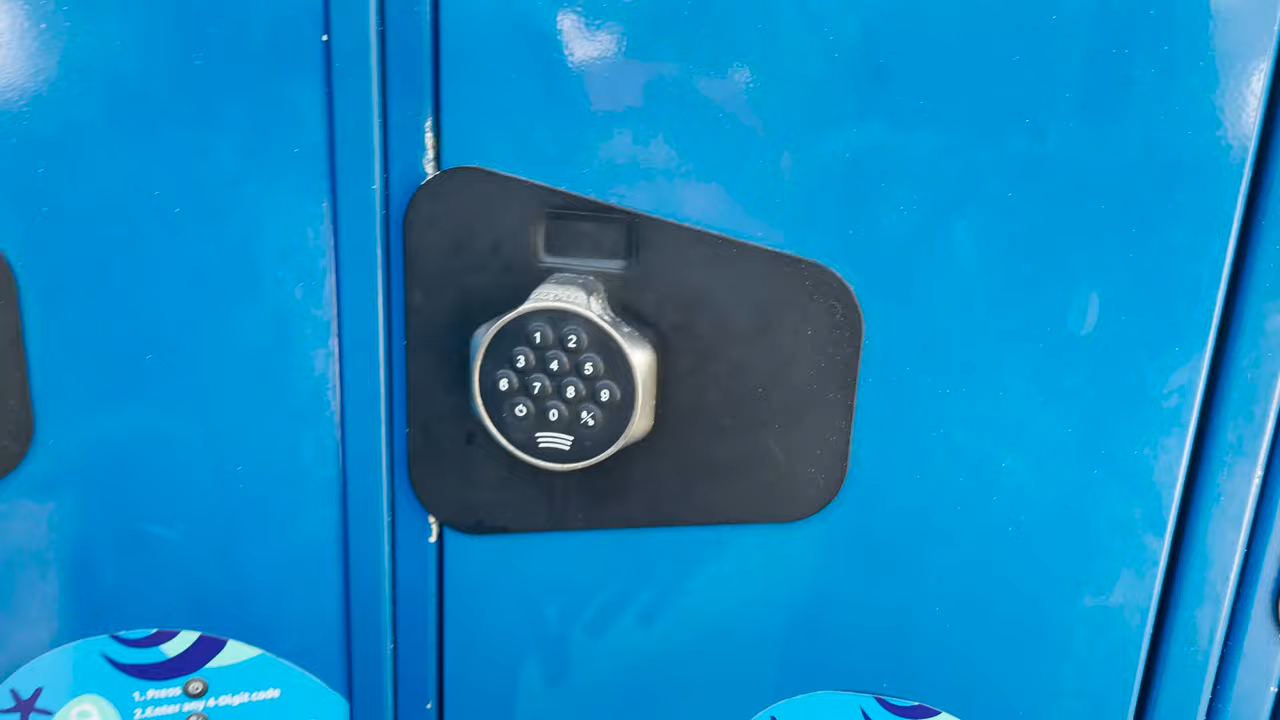 1 2
3 4 5
6 7 8 9
0
1. Press
2. Enter any 4-Digit code